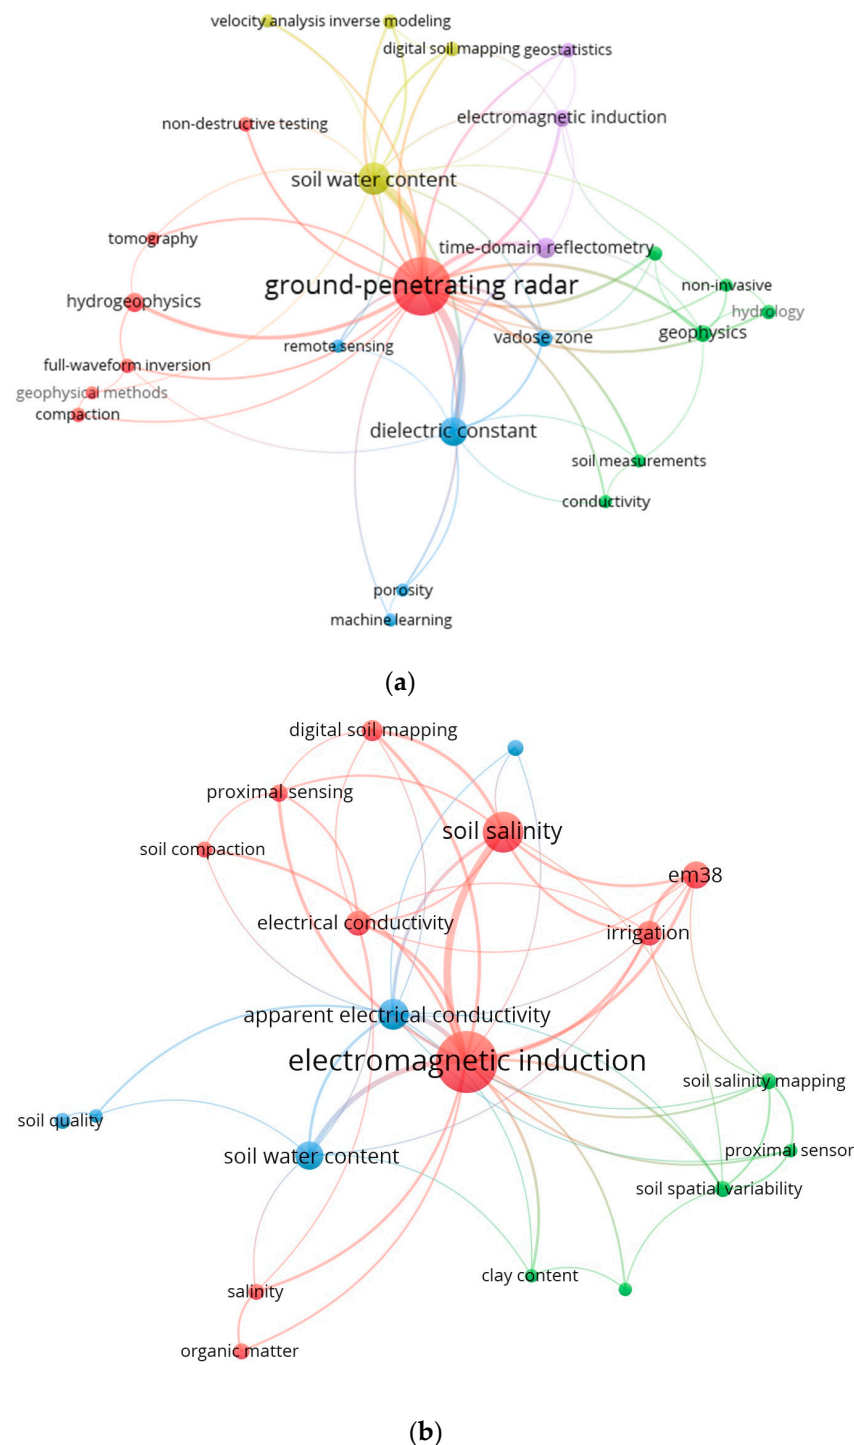 velocity analysis inverse modeling
digital soil mapping geostatistics
non-destructive testing
electromagnetic induction
soil water content
tomography
time-domain reflectometry
ground-penetrating radar
non-invasive
hydrogeophysics
hydrology
remote sensing
vadose zone
geophysics
full-waveform inversion
geophysical methods
compaction
dielectric constant
soil measurements
conductivity
porosity
machine learning
(a)
digital soil mapping
proximal sensing
soil salinity
soil compaction
em38
electrical conductivity
irrigation
apparent electrical conductivity
electromagnetic induction
soil salinity mapping
soil quality
proximal sensor
soil water content
soil spatial variability
clay content
salinity
organic matter
(b)